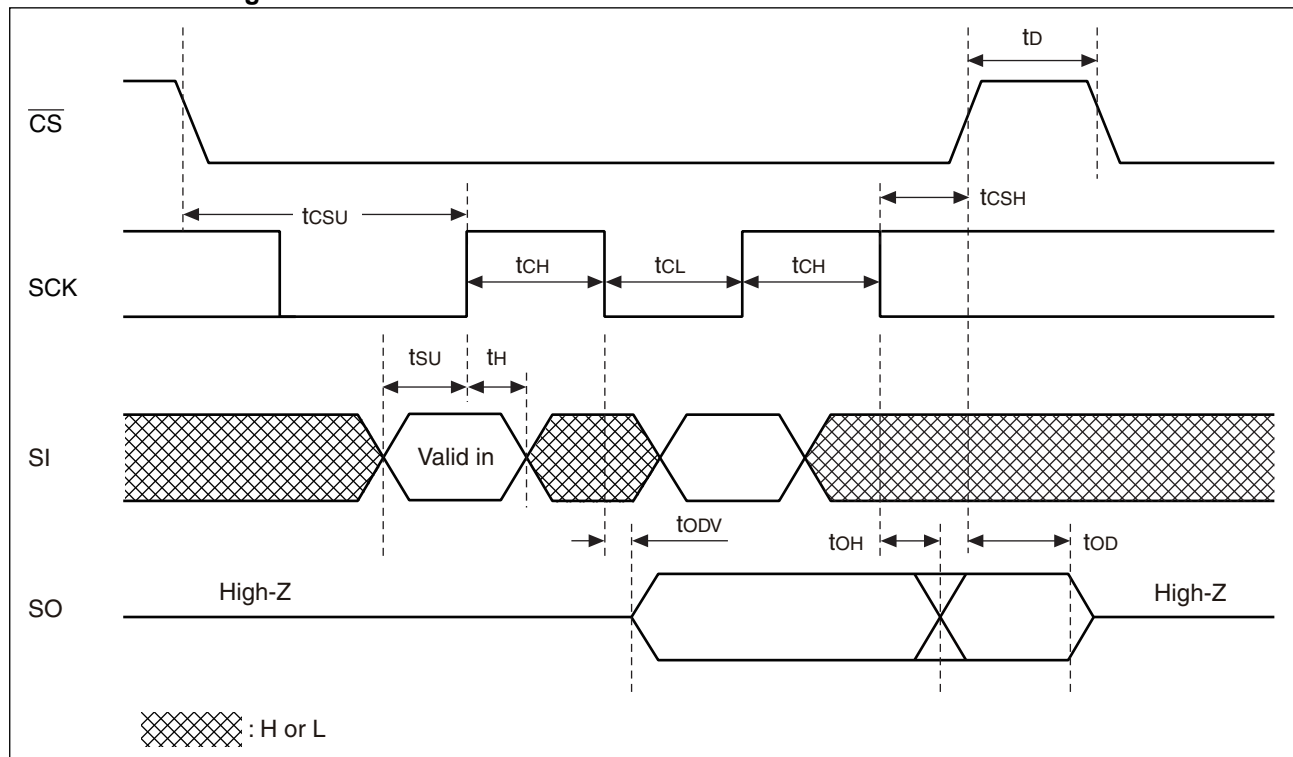 tD
CS
tCSU
tCSH
SCK
tCH
tCL
tCH
tSU
tH
SI
Valid in
tODV
tOH
tOD
SO
High-Z
High-Z
: H or L